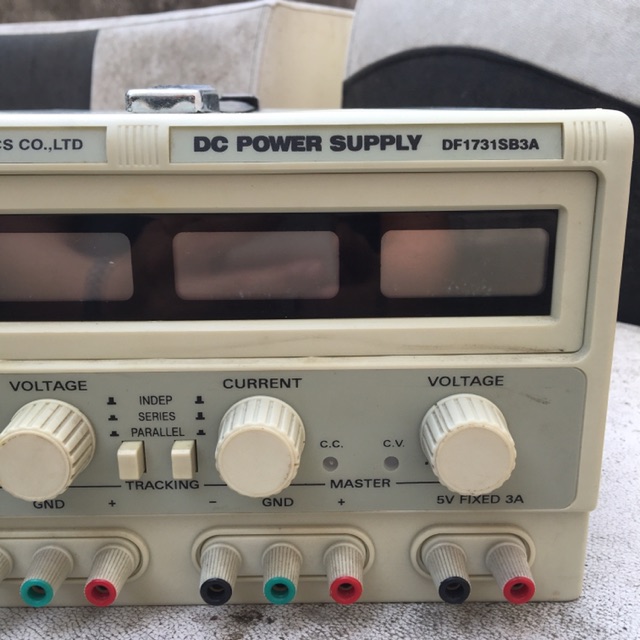 CS CO.,LTD
DC POWER SUPPLY DF1731SB3A
VOLTAGE
INDEP
SERIES
PARALLEL
CURRENT
C.C.
C.V.
VOLTAGE
TRACKING
MASTER
GND
+
−
GND
+
5V FIXED 3A